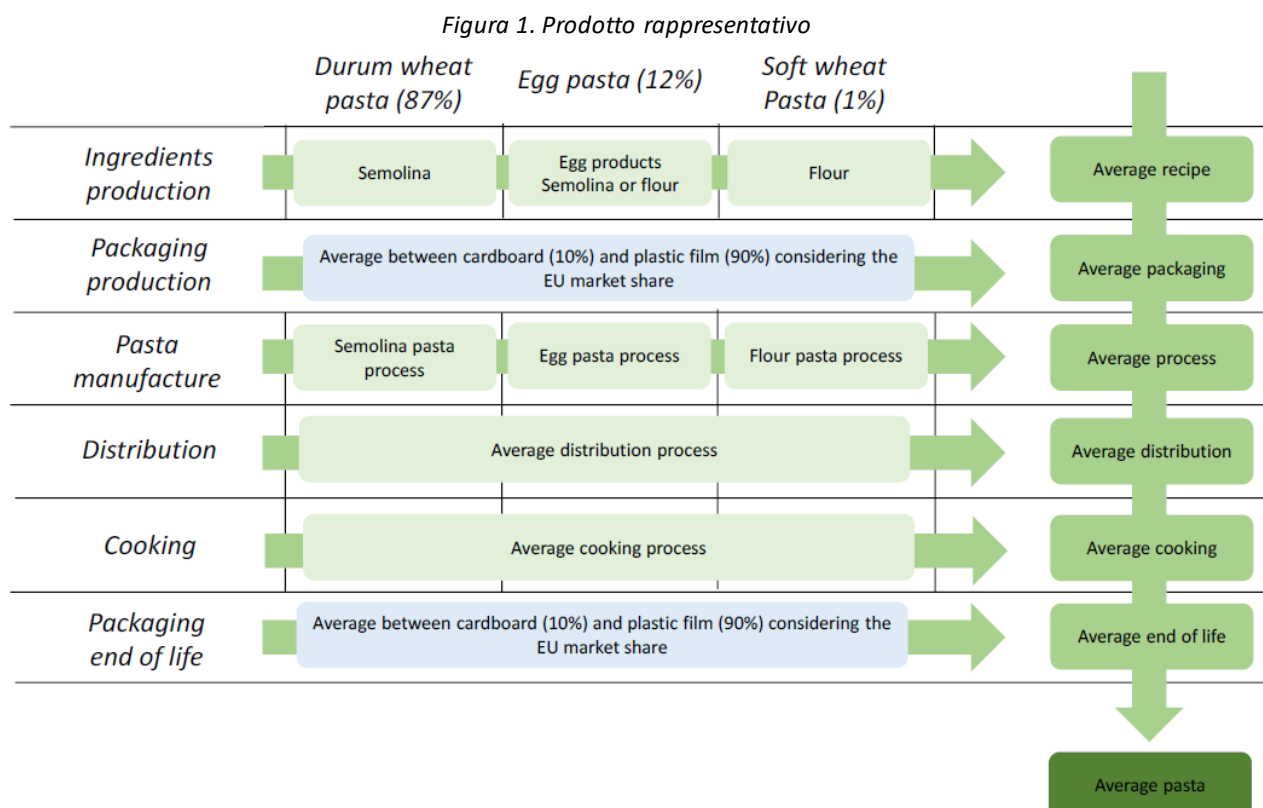 Figura 1. Prodotto rappresentativo
Durum wheat
pasta (87%)
Egg pasta (12%)
Soft wheat
Pasta (1%)
Ingredients
production
Semolina
Egg products
Semolina or flour
Flour
Average recipe
Packaging
production
Average between cardboard (10%) and plastic film (90%) considering the
EU market share
Average packaging
Pasta
manufacture
Semolina pasta
process
Egg pasta process
Flour pasta process
Average process
Distribution
Average distribution process
Average distribution
Cooking
Average cooking process
Average cooking
Packaging
end of life
Average between cardboard (10%) and plastic film (90%) considering the
EU market share
Average end of life
Average pasta